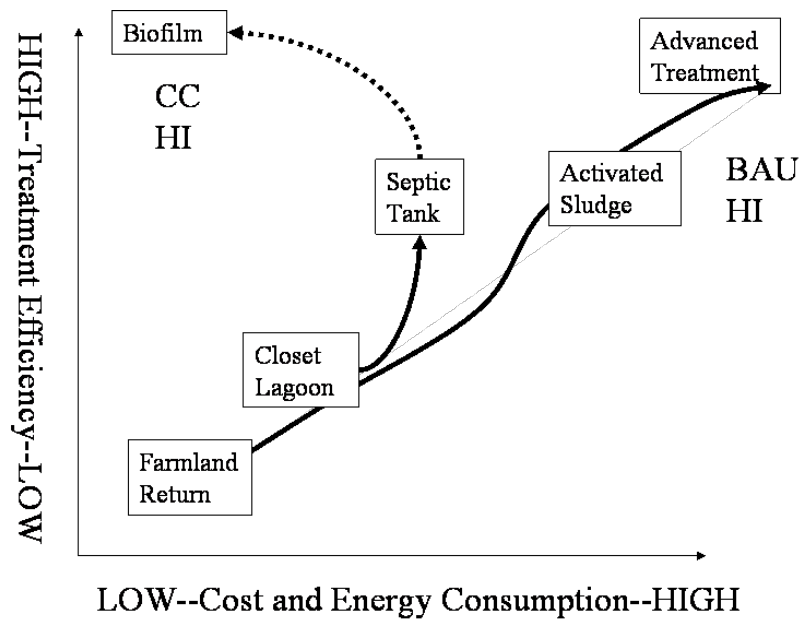 Biofilm
CC
HI
Advanced
Treatment
Septic
Tank
Activated
Sludge
BAU
HI
Closet
Lagoon
Farmland
Return
HIGH--Treatment Efficiency--LOW
LOW--Cost and Energy Consumption--HIGH